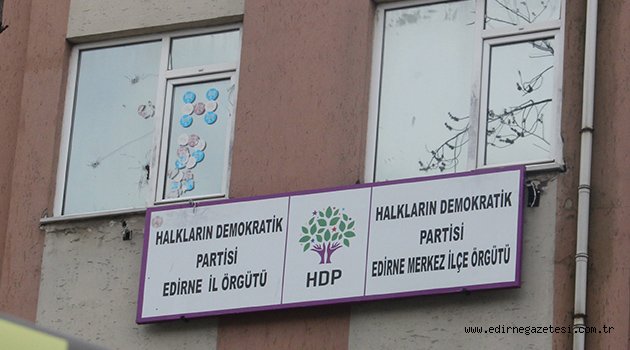 HALKLARIN DEMOKRATİK
PARTİSİ
EDİRNE İL ÖRGÜTÜ
HDP
HALKLARIN DEMOKRATİK
PARTİSİ
EDİRNE MERKEZ İLÇE ÖRGÜTÜ
www.edirnegazetesi.com.tr